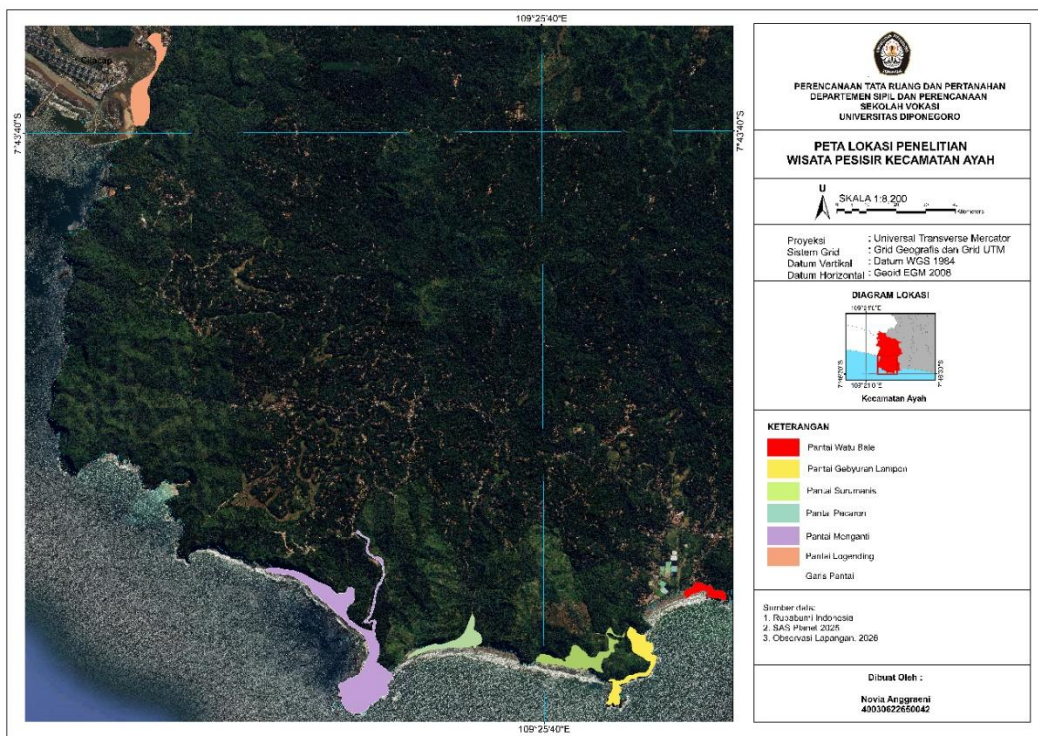 109°25'40"E
Cilacap
7°43'40"S
7°43'40"S
109°25'40"E
PERENCANAAN TATA RUANG DAN PERTANAHAN
DEPARTEMEN SIPIL DAN PERENCANAAN
SEKOLAH VOKASI
UNIVERSITAS DIPONEGORO
PETA LOKASI PENELITIAN
WISATA PESISIR KECAMATAN AYAH
U
SKALA 1:8,200
Kilometers
Proyeksi : Universal Transverse Mercator
Sistem Grid : Grid Geografis dan Grid UTM
Datum Vertikal : Datum WGS 1984
Datum Horizontal : Geoid EGM 2008
DIAGRAM LOKASI
Kecamatan Ayah
KETERANGAN
Pantai Watu Bale
Pantai Gebyuran Lampon
Pantai Surumanis
Pantai Pecaron
Pantai Menganti
Pantai Logending
Garis Pantai
Sumber data:
1. Rupabumi Indonesia
2. SAS Planet 2025
3. Observasi Lapangan, 2026
Dibuat Oleh :
Novia Anggraeni
40030622650042